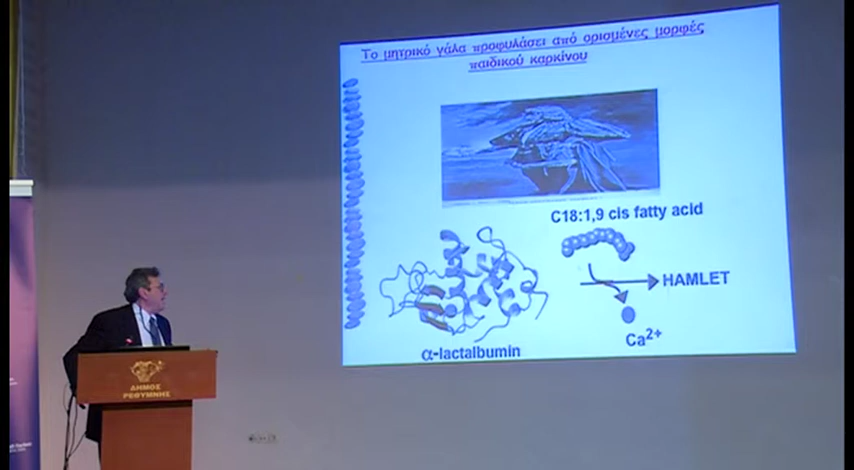 Το μητρικό γάλα προφυλάσει από ορισμένες μορφές
παιδικού καρκίνου
C18:1,9 cis fatty acid
HAMLET
Ca2+
α-lactalbumin
ΔΗΜΟΣ
ΡΕΘΥΜΝΗΣ